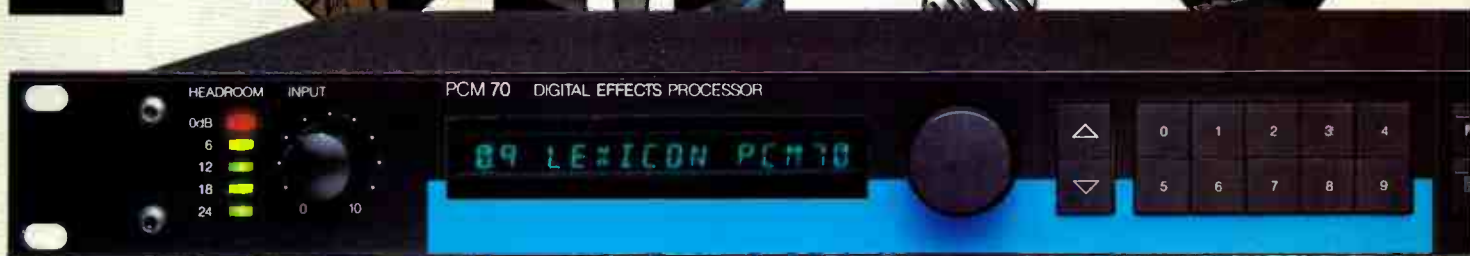 HEADROOM INPUT
0dB
6
12
18
24
0 10
PCM 70 DIGITAL EFFECTS PROCESSOR
09 LEXICON PCM70
0 1 2 3 4
5 6 7 8 9